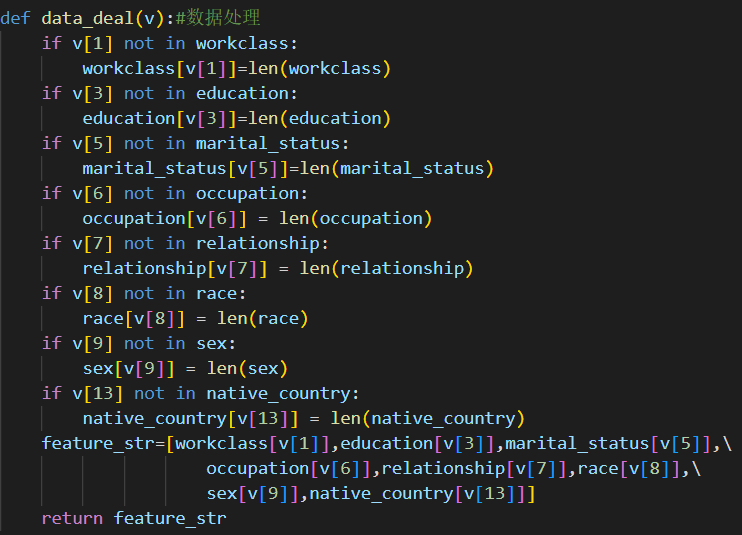 def data_deal(v):#数据处理
    if v[1] not in workclass:
        workclass[v[1]]=len(workclass)
    if v[3] not in education:
        education[v[3]]=len(education)
    if v[5] not in marital_status:
        marital_status[v[5]]=len(marital_status)
    if v[6] not in occupation:
        occupation[v[6]] = len(occupation)
    if v[7] not in relationship:
        relationship[v[7]] = len(relationship)
    if v[8] not in race:
        race[v[8]] = len(race)
    if v[9] not in sex:
        sex[v[9]] = len(sex)
    if v[13] not in native_country:
        native_country[v[13]] = len(native_country)
    feature_str=[workclass[v[1]],education[v[3]],marital_status[v[5]],\
                    occupation[v[6]],relationship[v[7]],race[v[8]],\
                    sex[v[9]],native_country[v[13]]]
    return feature_str